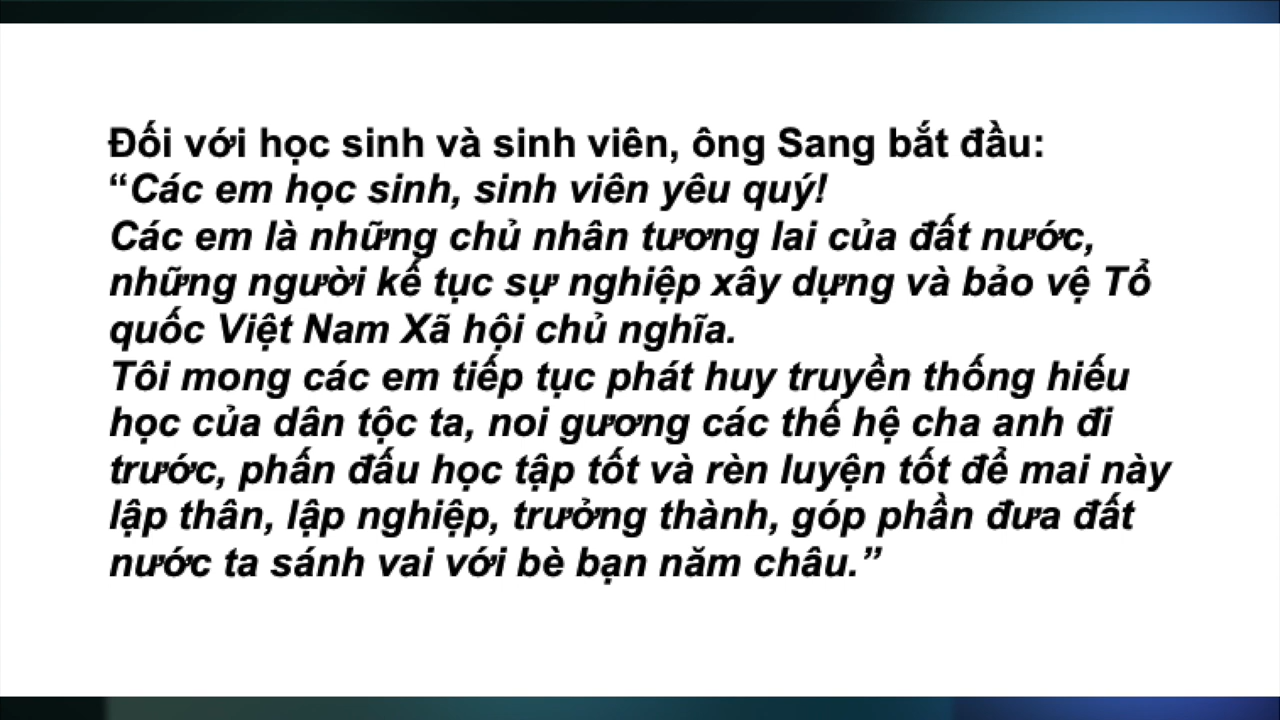 Đối với học sinh và sinh viên, ông Sang bắt đầu:
“Các em học sinh, sinh viên yêu quý!
Các em là những chủ nhân tương lai của đất nước,
những người kế tục sự nghiệp xây dựng và bảo vệ Tổ
quốc Việt Nam Xã hội chủ nghĩa.
Tôi mong các em tiếp tục phát huy truyền thống hiếu
học của dân tộc ta, noi gương các thế hệ cha anh đi
trước, phấn đấu học tập tốt và rèn luyện tốt để mai này
lập thân, lập nghiệp, trưởng thành, góp phần đưa đất
nước ta sánh vai với bè bạn năm châu.”